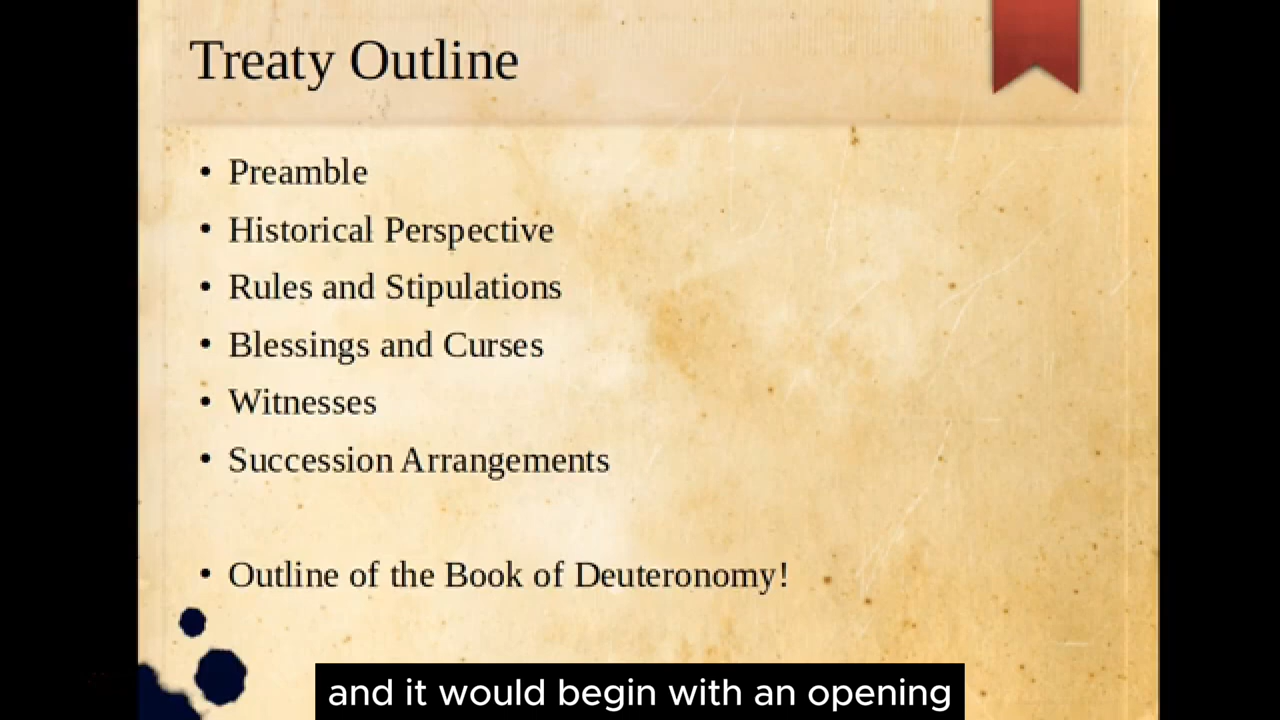 Treaty Outline
• Preamble
• Historical Perspective
• Rules and Stipulations
• Blessings and Curses
• Witnesses
• Succession Arrangements
• Outline of the Book of Deuteronomy!
and it would begin with an opening